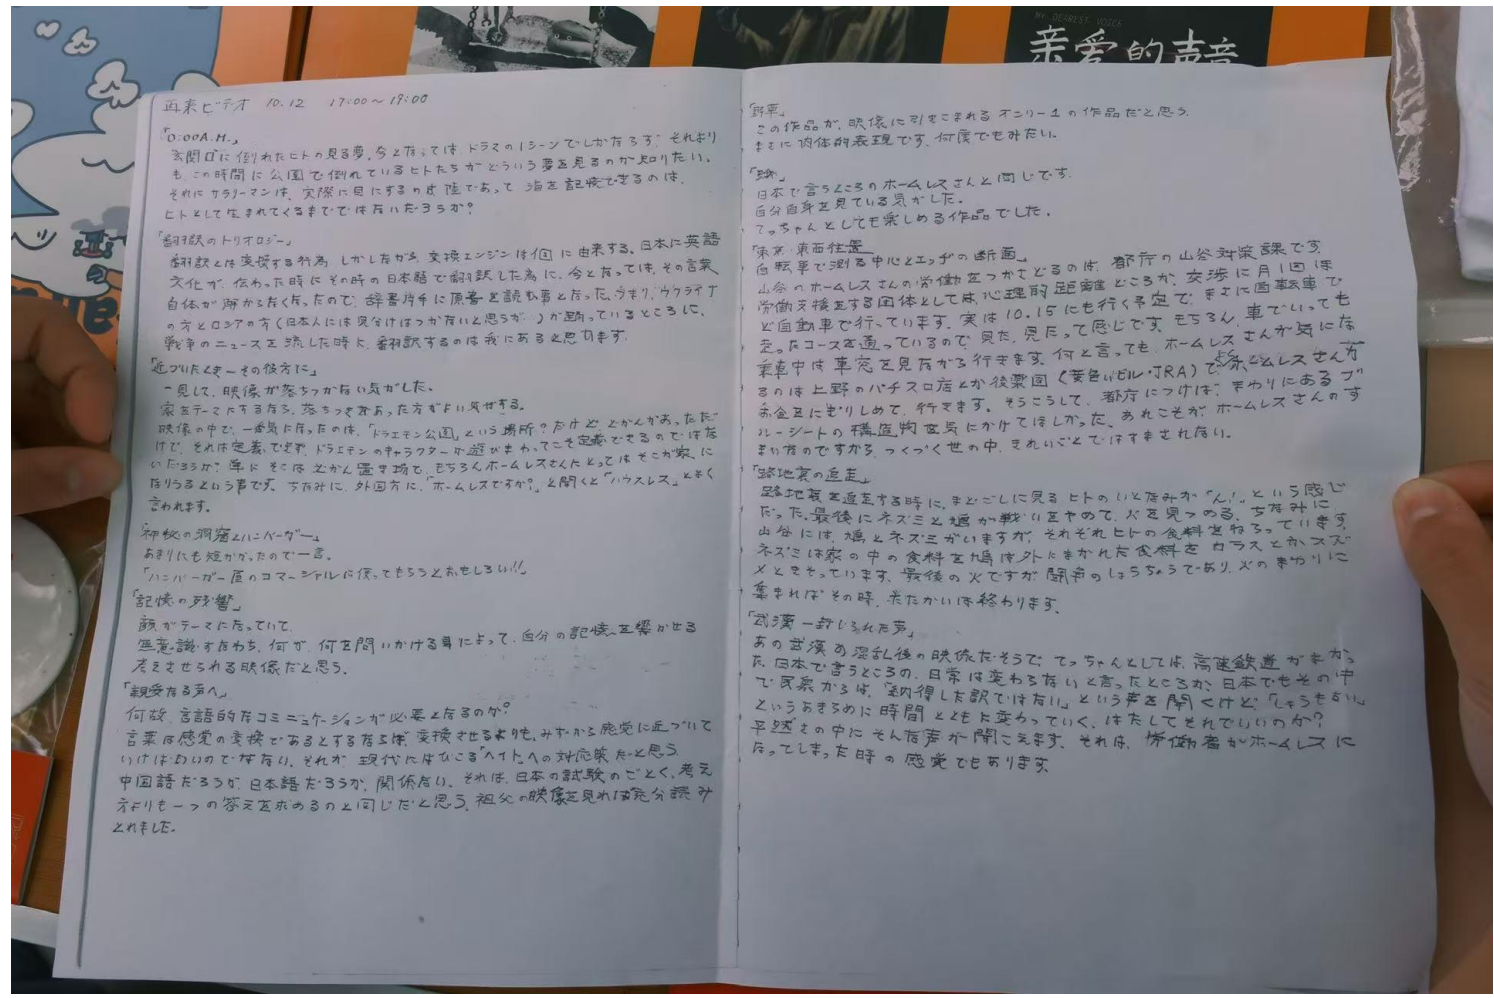 MY DEAREST VOICE
亲爱的声音
再来ビデオ 10.12 17:00～19:00
「0:00A.M.」
玄関口に倒れたヒトの見る夢。今となっては ドラマの1シーンでしかなろす。それより
も、この時間に公園で倒れているヒトたちが どういう夢を見るのか知りたい。
それにサラリーマンは、実際に目にするのは 陸であって 海を記憶できるのは、
ヒトとして生まれてくるまでではないだろうか?
「翻訳のトリオロジー」
翻訳とは変換する行為 しかしながら、変換エンジンは個に由来する。日本に英語
文化が、伝わった時にその時の日本語で翻訳した為に、今となっては、その言葉
自体が解からなくなったので、辞書片手に原書を読む事となった。つまり、ウクライナ
の方とロシアの方(日本人には見分けはつかないと思うが…)が踊っているところに、
戦争のニュースを流した時に、翻訳するのは我にあると思います。
「近づいたとき—その彼方に」
一見して、映像が落ちつかない気がした。
家をテーマにするなら、落ちつきがあった方がよい気がする。
映像の中で、一番気になったのは、「ドラエモン公園」という場所?だけど どかんがあっただ
けで、それは定義できず、ドラエモンのキャラクターが遊びまわってこそ定義できるのではな
いだろうか? 単に そこは どかん置き場で、もちろんホームレスさんにとってはそこが家に
なりうるという事です。ちなみに、外国方に、「ホームレスですか?」と聞くと「ハウスレス」とよく
言われます。
「神秘の洞窟とハンバーガー」
あまりにも短かかったので一言。
「ハンバーガー屋のコマーシャルに使ってもらうとおもしろい!!」
「記憶の残響」
顔がテーマになっていて、
無意識すなわち、何が、何を問いかける事によって、自分の記憶を響かせる
考えさせられる映像だと思う。
「親愛なる声へ」
何故、言語的なコミニュケーションが必要となるのか?
言葉は感覚の変換であるとするならば、変換させるよりも、みずから感覚に近づいて
いけばいいのでなない。それが、現代にはびこる「ヘイト」への対応策だと思う。
中国語だろうが、日本語だろうが、関係ない。それは、日本の試験のごとく、考え
方よりも一つの答えを求めるのと同じだと思う。祖父の映像を見れば充分読み
とれました。
「野草」
この作品が、映像に引きこまれるオンリー1の作品だと思う。
まさに肉体的表現です、何度でもみたい。
日本で言うところのホームレスさんと同じです。
自分自身を見ている気がした。
てっちゃんとしても楽しめる作品でした。
「東京・東西往還
自転車で測る中心とエッヂの断面」
山谷のホームレスさんの労働をつかさどるのは、都庁の山谷対策課です。
労働支援をする団体としては、心理的距離どころか、交渉に月1回ほ
ど自動車で行っています。実は10.15にも行く予定で、まさに自転車で
走ったコースを通っているので、見た、見たって感じです。もちろん、車でいっても
乗車中は車窓を見ながら行きます。何と言っても、ホームレスさんが気にな
るのは上野のパチスロ店とか後楽園(黄色いビル・JRA)で、ホームレスさんが
お金をにぎりしめて、行きます。そうこうして、都庁につけば、まわりにあるブ
ルーシートの構造物を気にかけてほしかった。あれこそが ホームレスさんのす
まいなのですから、つくづく世の中、きれいごとではすまされない。
「路地裏の追走」
路地裏を追走する時に、まどごしに見るヒトのいとなみが「ん!」という感じ
だった。最後にネズミと鳩が戦いをやめて、火を見つめる、ちなみに
山谷には、鳩とネズミがいますが、それぞれヒトの食料をねらっています。
ネズミは家の中の食料を鳩は外にまかれた食料を カラスとか、スズ
メときそっています。最後の火ですが闘争のしょうちょうであり、火のまわりに
集まればその時、たたかいは終わります。
「武漢—封じられた声」
あの武漢の混乱後の映像だそうで、てっちゃんとしては、高速鉄道がまかっ
た。日本で言うところの、日常は変わらないと言ったところか、日本でもその中
で民衆からは、「納得した訳ではない」という声を聞くけど、「しょうもない」
というあきらめに時間とともに変わっていく、はたしてそれでいいのか?
平然さの中に そんな声が聞こえます。それは、労働者がホームレスに
なってしまった時の感覚でもあります。